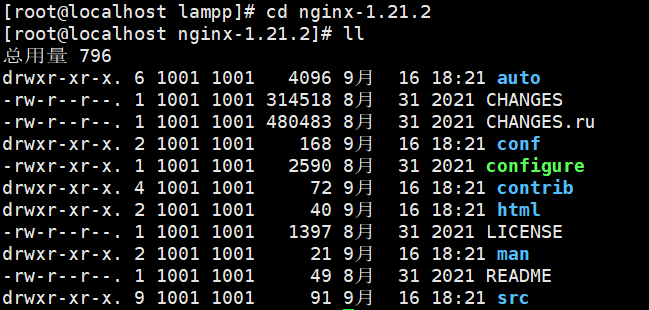 [root@localhost lampp]# cd nginx-1.21.2
[root@localhost nginx-1.21.2]# ll
总用量 796
drwxr-xr-x. 6 1001 1001   4096 9月  16 18:21 auto
-rw-r--r--. 1 1001 1001 314518 8月  31 2021 CHANGES
-rw-r--r--. 1 1001 1001 480483 8月  31 2021 CHANGES.ru
drwxr-xr-x. 2 1001 1001    168 9月  16 18:21 conf
-rwxr-xr-x. 1 1001 1001   2590 8月  31 2021 configure
drwxr-xr-x. 4 1001 1001     72 9月  16 18:21 contrib
drwxr-xr-x. 2 1001 1001     40 9月  16 18:21 html
-rw-r--r--. 1 1001 1001   1397 8月  31 2021 LICENSE
drwxr-xr-x. 2 1001 1001     21 9月  16 18:21 man
-rw-r--r--. 1 1001 1001     49 8月  31 2021 README
drwxr-xr-x. 9 1001 1001     91 9月  16 18:21 src